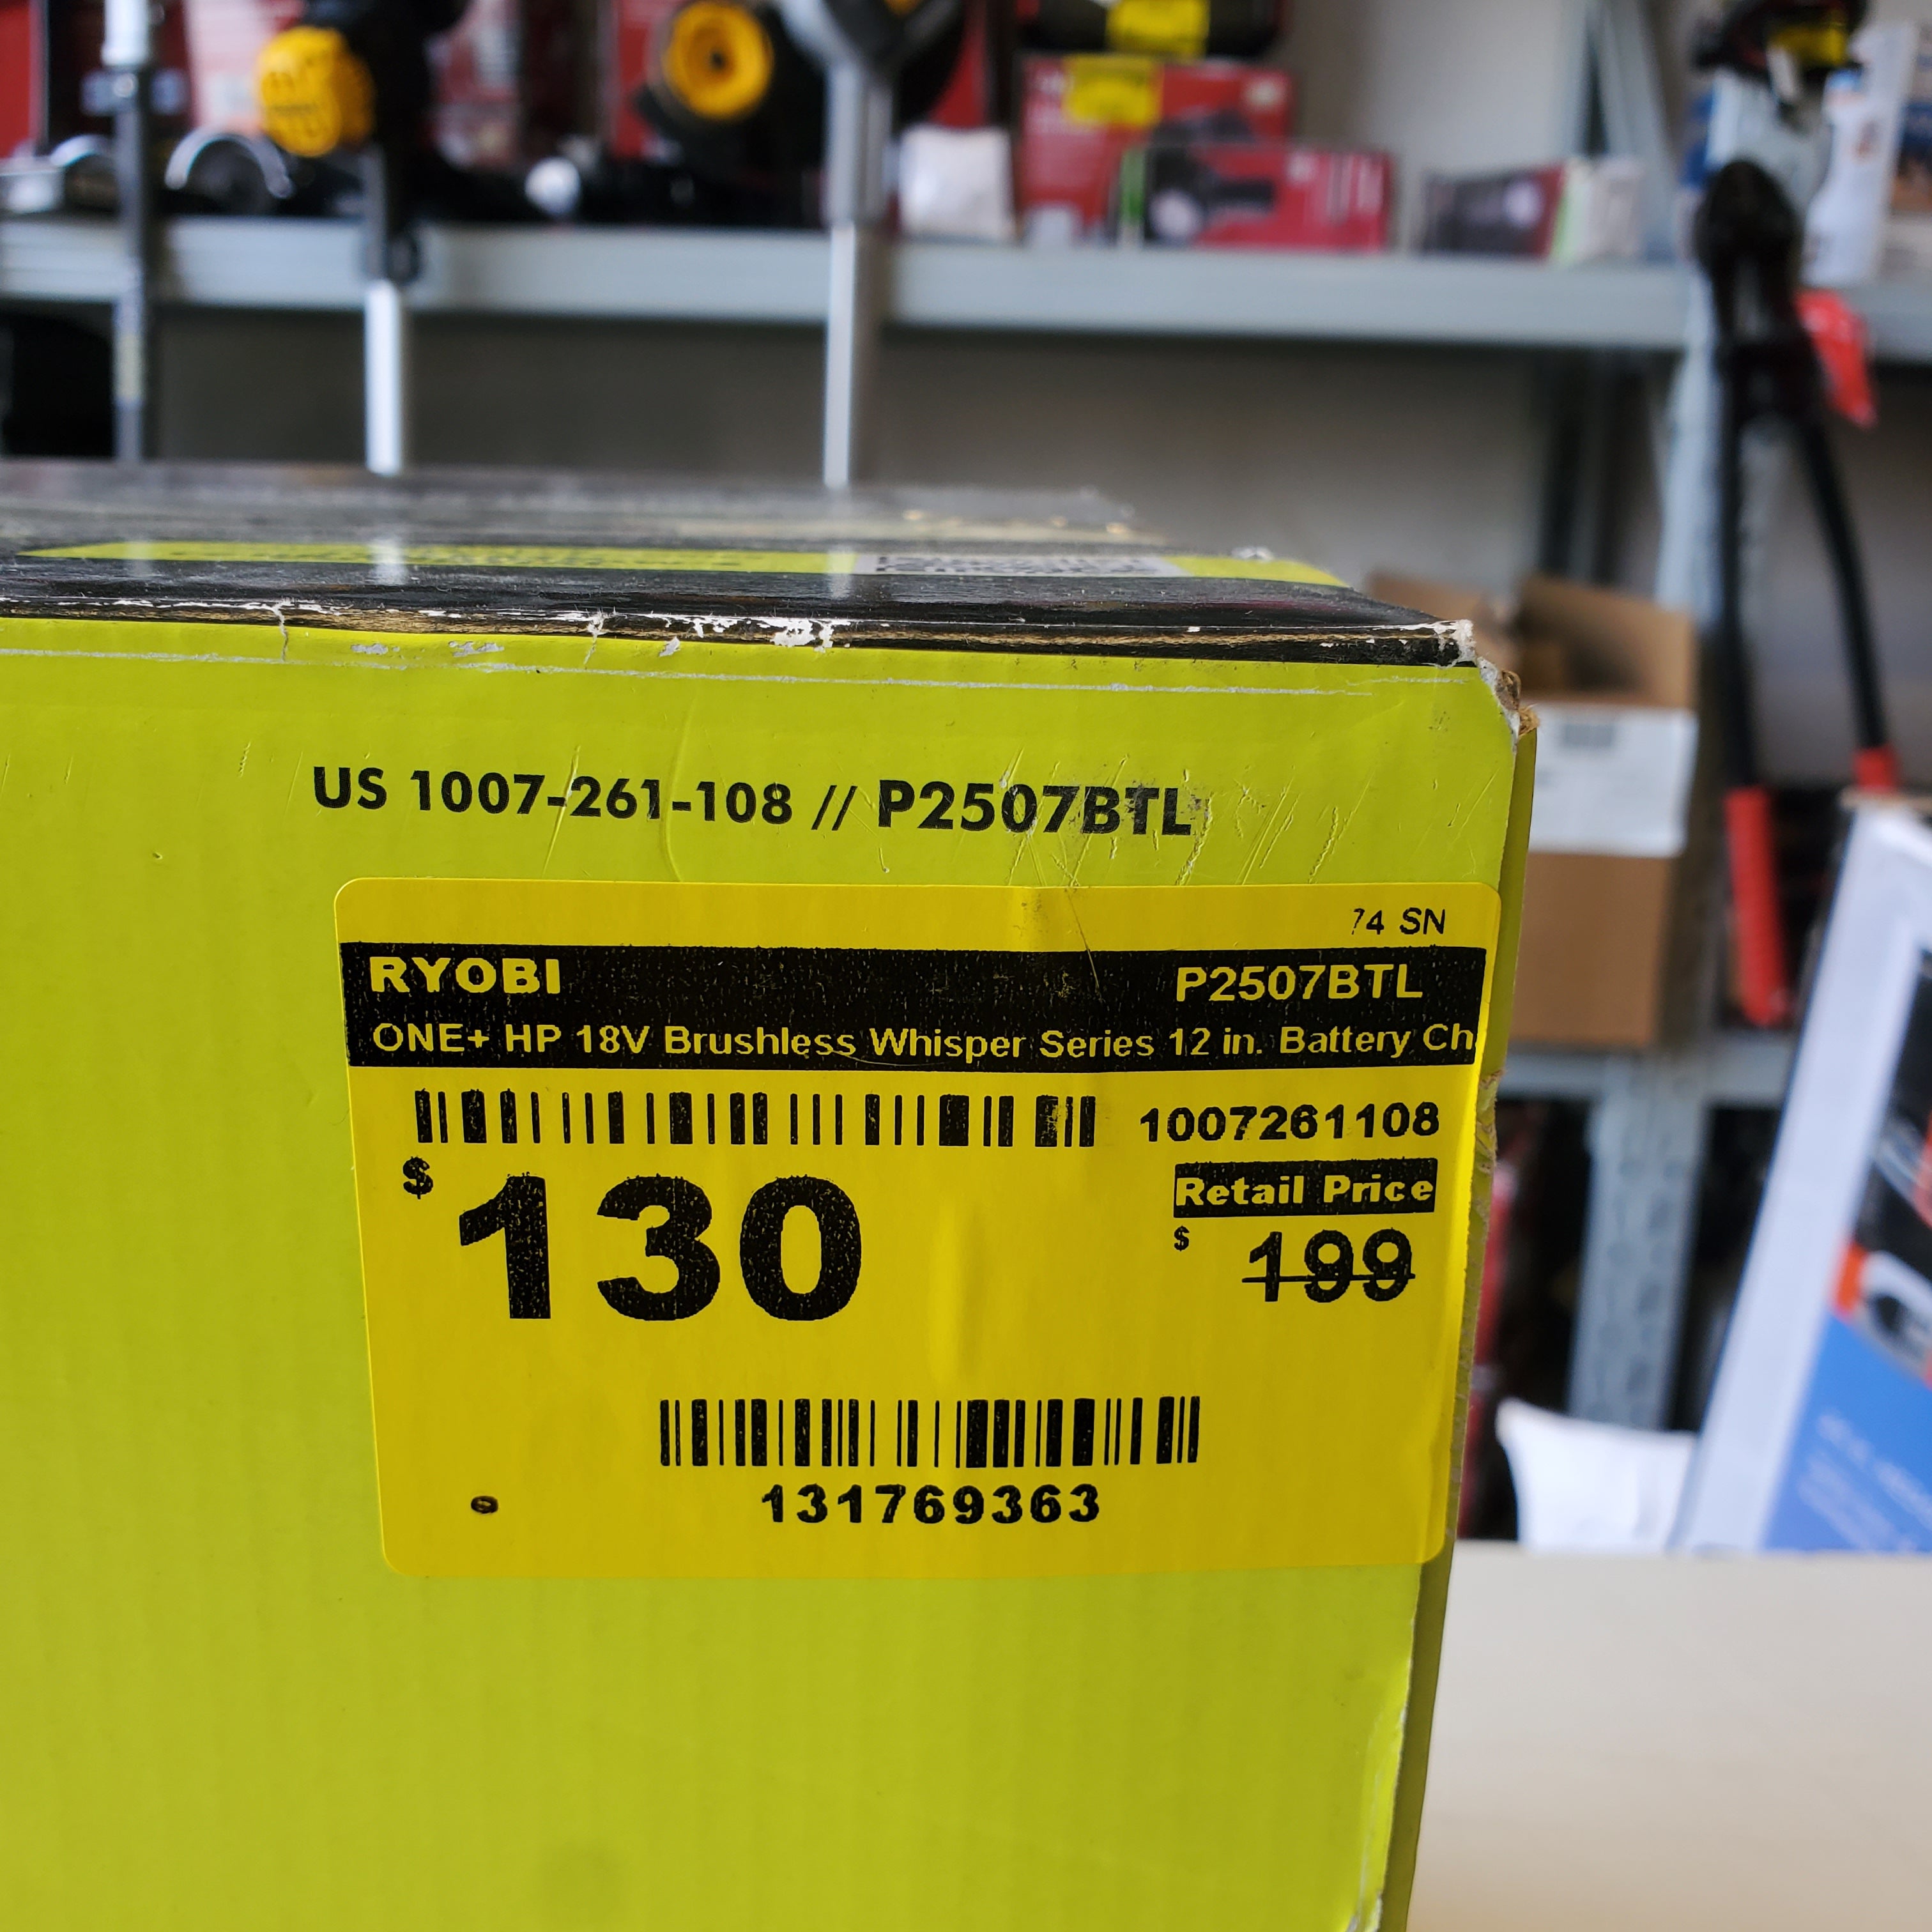 US 1007-261-108 // P2507BTL
74 SN
RYOBI P2507BTL
ONE+ HP 18V Brushless Whisper Series 12 in. Battery Ch
1007261108
$ 130
Retail Price
$ 199
131769363